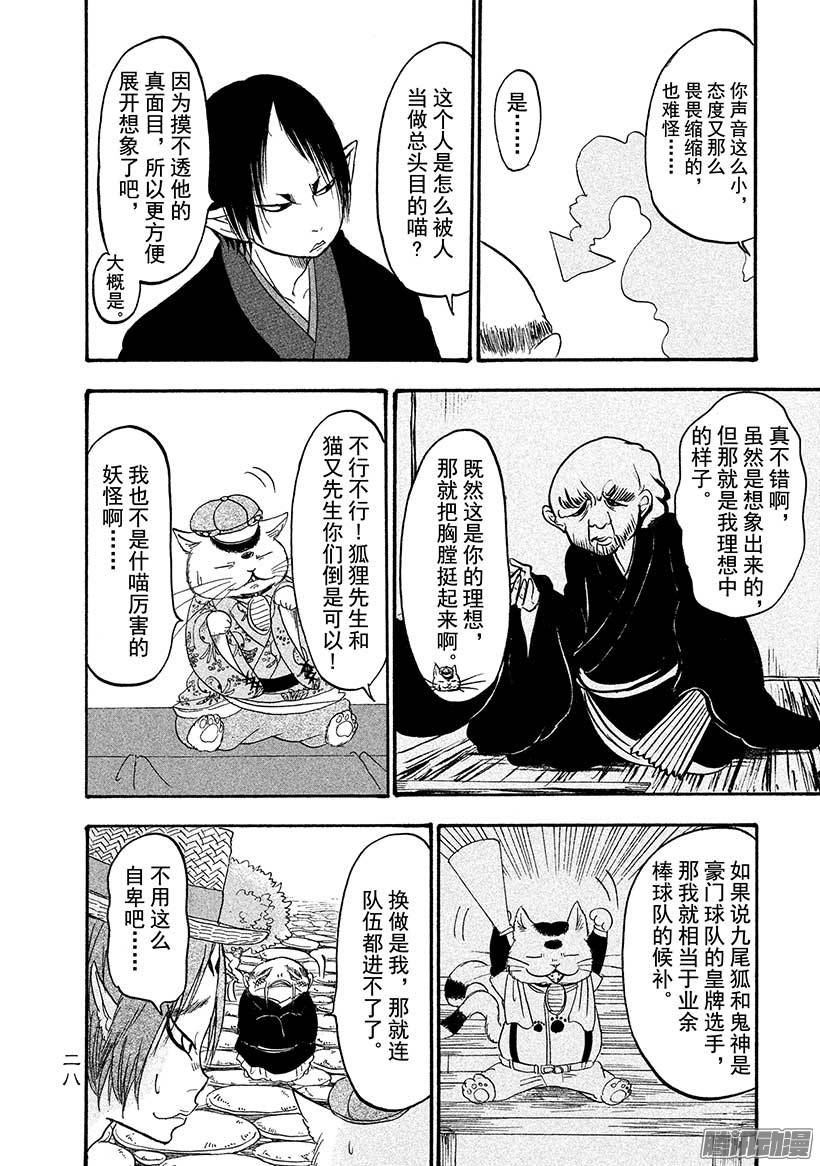 你声音这么小，
态度又那么
畏畏缩缩的，
也难怪……
是……
这个人是怎么被人
当做总头目的喵？
因为摸不透他的
真面目，所以更方便
展开想象了吧，
大概是。
真不错啊，
虽然是想象出来的，
但那就是我理想中
的样子。
既然这是你的理想，
那就把胸膛挺起来啊。
不行不行！狐狸先生和
猫又先生你们倒是可以！
我也不是什喵厉害的
妖怪啊……
如果说九尾狐和鬼神是
豪门球队的皇牌选手，
那我就相当于业余
棒球队的候补。
换做是我，那就连
队伍都进不了了。
不用这么
自卑吧……
二八
腾讯动漫